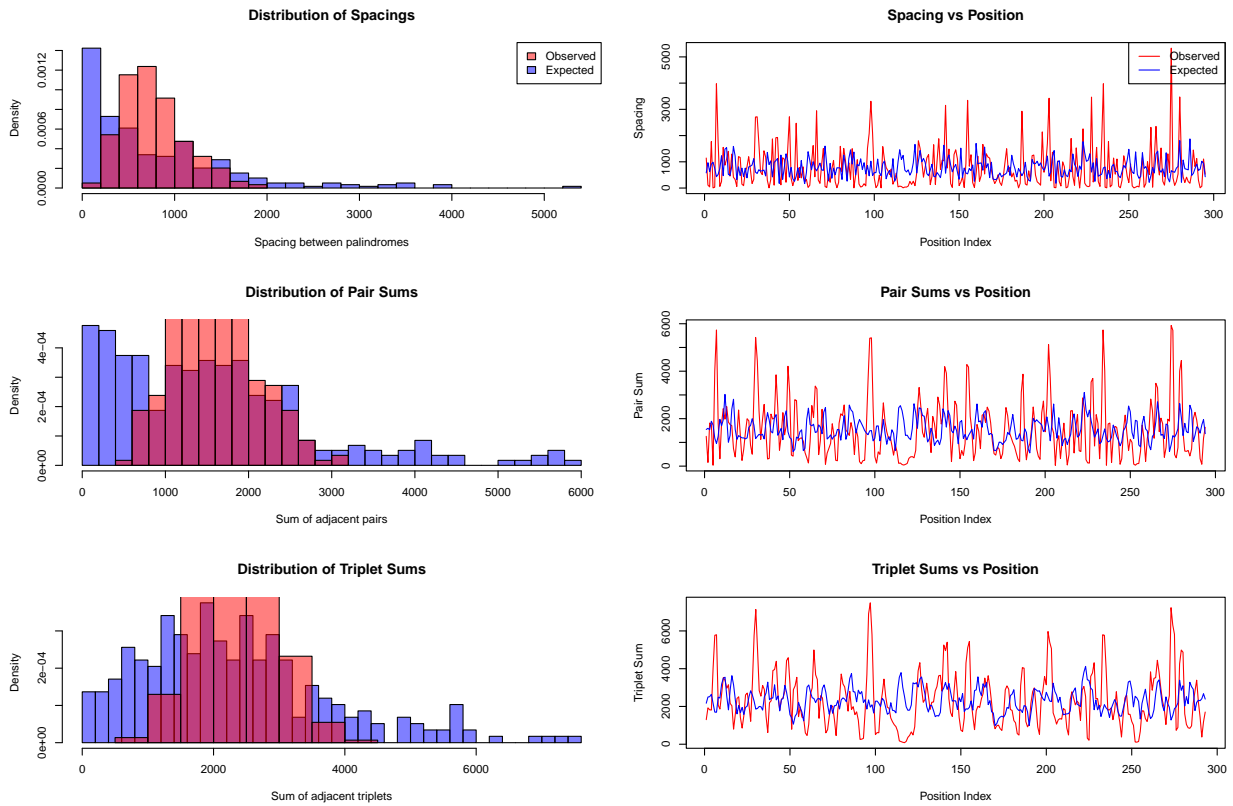 Distribution of Spacings
Density
0.0000 0.0006 0.0012
Observed
Expected
0 1000 2000 3000 4000 5000
Spacing between palindromes
Spacing vs Position
Spacing
0 1000 3000 5000
Observed
Expected
0 50 100 150 200 250 300
Position Index
Distribution of Pair Sums
Density
0e+00 2e-04 4e-04
0 1000 2000 3000 4000 5000 6000
Sum of adjacent pairs
Pair Sums vs Position
Pair Sum
0 2000 4000 6000
0 50 100 150 200 250 300
Position Index
Distribution of Triplet Sums
Density
0e+00 2e-04
0 2000 4000 6000
Sum of adjacent triplets
Triplet Sums vs Position
Triplet Sum
0 2000 4000 6000
0 50 100 150 200 250 300
Position Index